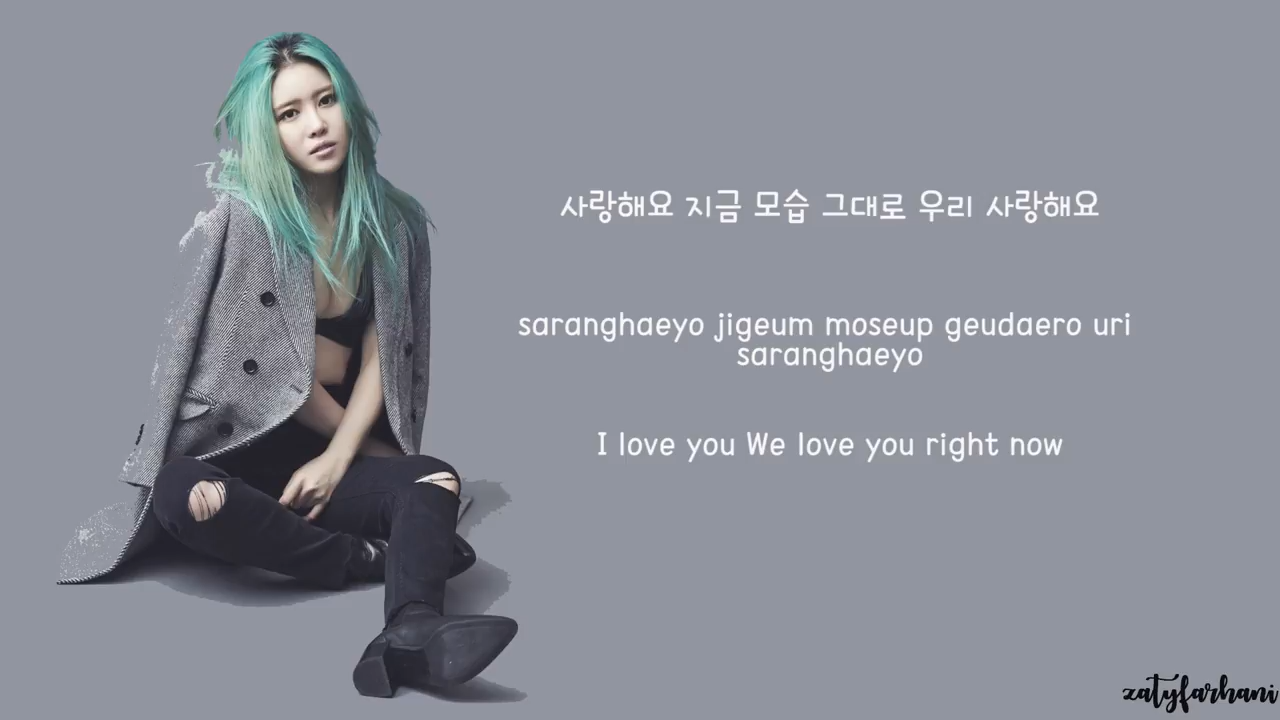 사랑해요 지금 모습 그대로 우리 사랑해요
saranghaeyo jigeum moseup geudaero uri
saranghaeyo
I love you We love you right now
zatyfarhani